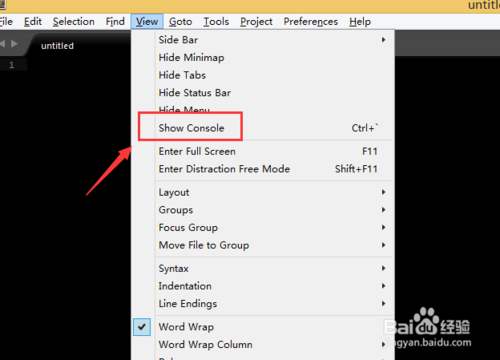 untitled
File Edit Selection Find View Goto Tools Project Preferences Help
untitled
1
Side Bar
Hide Minimap
Hide Tabs
Hide Status Bar
Hide Menu
Show Console Ctrl+`
Enter Full Screen F11
Enter Distraction Free Mode Shift+F11
Layout
Groups
Focus Group
Move File to Group
Syntax
Indentation
Line Endings
Word Wrap
Word Wrap Column
Bai 经验
jingyan.baidu.com